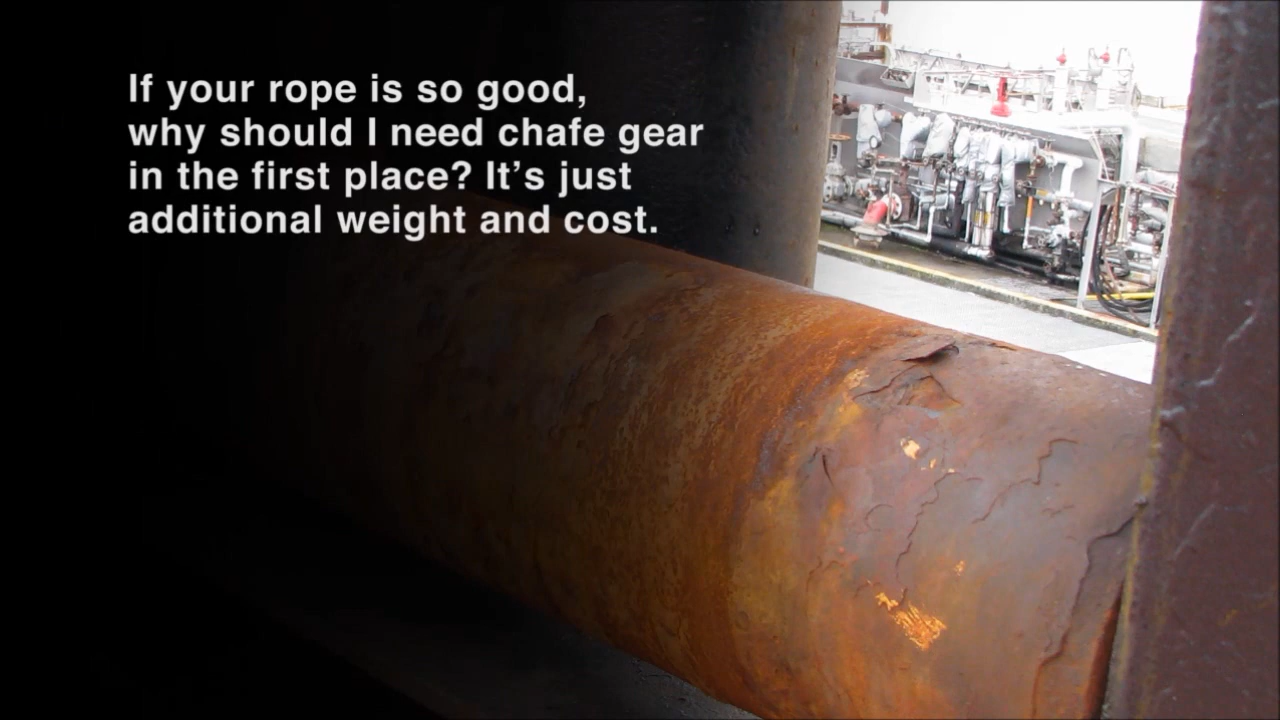 If your rope is so good,
why should I need chafe gear
in the first place? It’s just
additional weight and cost.